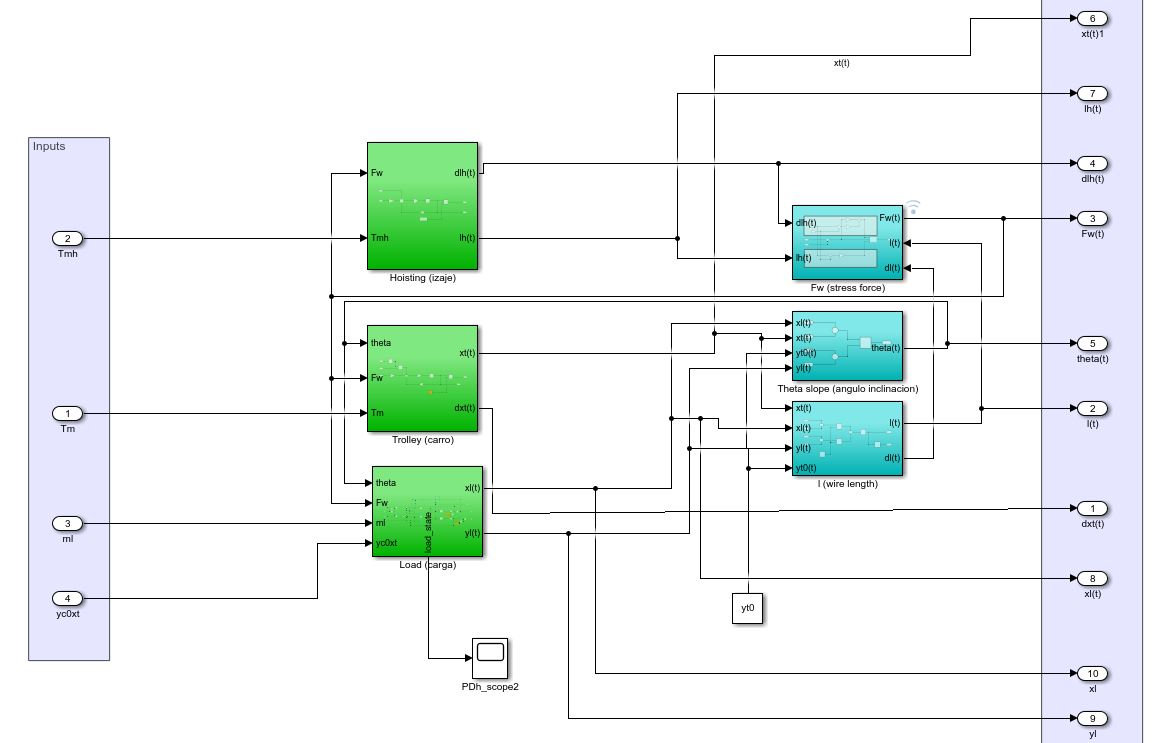 Inputs
2
Tmh
1
Tm
3
ml
4
yc0xt
Fw
Tmh
dlh(t)
lh(t)
Hoisting (izaje)
theta
Fw
Tm
xt(t)
dxt(t)
Trolley (carro)
theta
Fw
ml
yc0xt
load_state
xl(t)
yl(t)
Load (carga)
PDh_scope2
xt(t)
dlh(t)
lh(t)
Fw(t)
l(t)
dl(t)
Fw (stress force)
xl(t)
xt(t)
yt0(t)
yl(t)
theta(t)
Theta slope (angulo inclinacion)
xt(t)
xl(t)
yl(t)
yt0(t)
l(t)
dl(t)
l (wire length)
yt0
6
xt(t)1
7
lh(t)
4
dlh(t)
3
Fw(t)
5
theta(t)
2
l(t)
1
dxt(t)
8
xl(t)
10
xl
9
yl